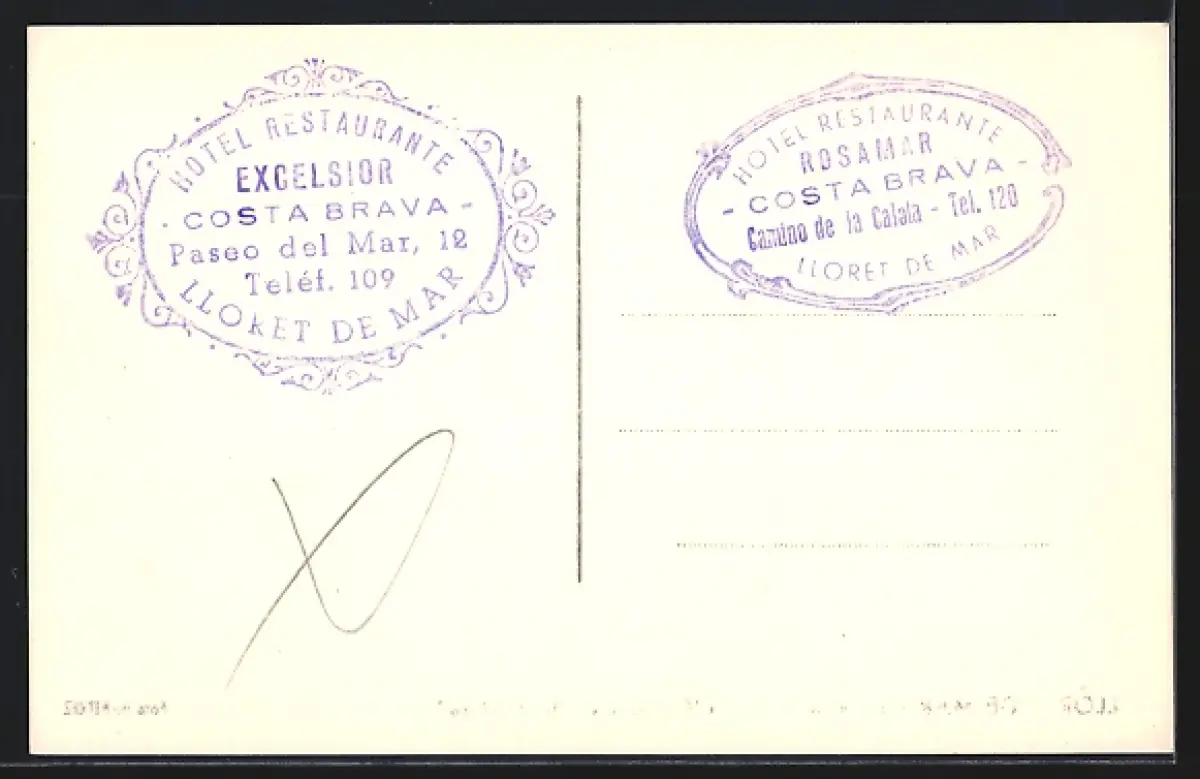 HOTEL RESTAURANTE
EXCELSIOR
- COSTA BRAVA -
Paseo del Mar, 12
Teléf. 109
LLORET DE MAR
HOTEL RESTAURANTE
ROSAMAR
- COSTA BRAVA -
Camino de la Calata - Tel. 120
LLORET DE MAR